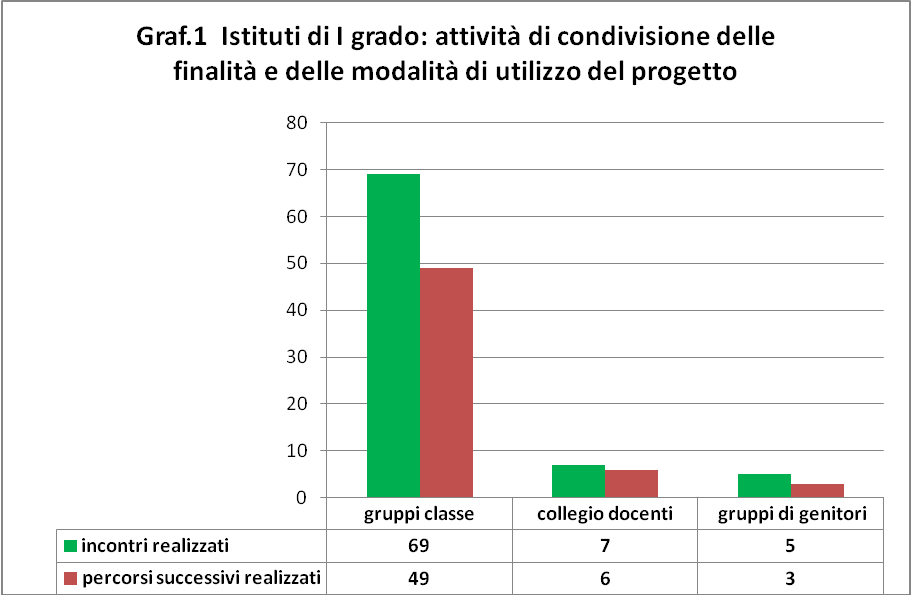 Graf.1  Istituti di I grado: attività di condivisione delle
finalità e delle modalità di utilizzo del progetto
80
70
60
50
40
30
20
10
0
gruppi classe collegio docenti gruppi di genitori
incontri realizzati 69 7 5
percorsi successivi realizzati 49 6 3